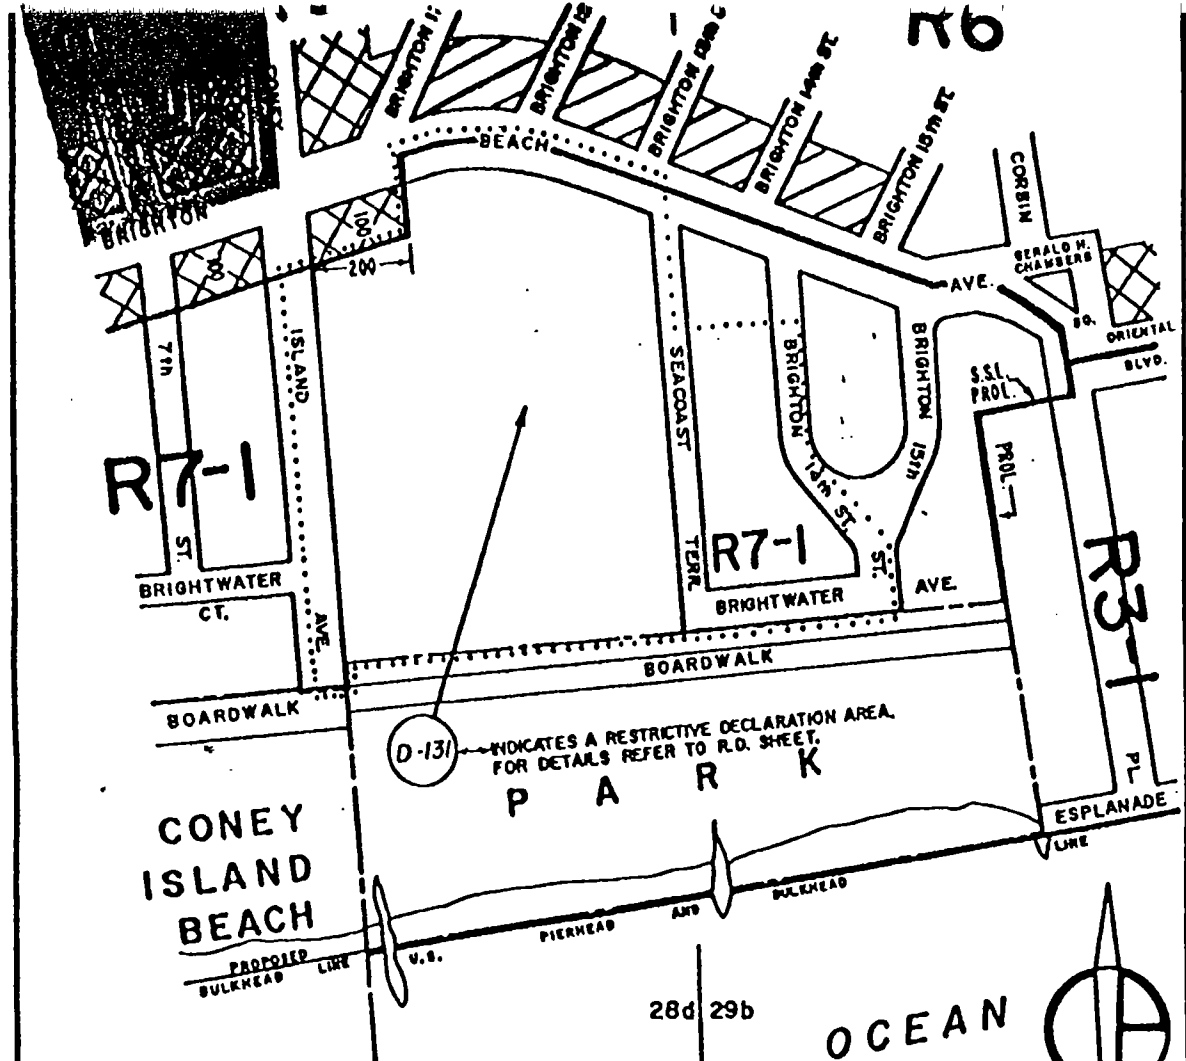 R6
BRIGHTON
BRIGHTON
BRIGHTON 13th
BRIGHTON 14th ST.
BRIGHTON 15th ST.
BEACH
AVE.
CONEY
ISLAND
AVE.
BRIGHTON
100
100
200
CORBIN
PL.
GERALD H.
CHAMBERS
SQ.
ORIENTAL
BLVD.
S.S.L.
PROL.
PROL.
7th
ST.
SEACOAST
TERR.
BRIGHTON
14th ST.
BRIGHTON
15th
ST.
R7-1
R7-1
R3-1
BRIGHTWATER
CT.
BRIGHTWATER
AVE.
BOARDWALK
BOARDWALK
D-131
INDICATES A RESTRICTIVE DECLARATION AREA.
FOR DETAILS REFER TO R.D. SHEET.
PARK
ESPLANADE
CONEY
ISLAND
BEACH
PROPOSED
BULKHEAD
LINE
U.S.
PIERHEAD
AND
BULKHEAD
LINE
28d
29b
OCEAN